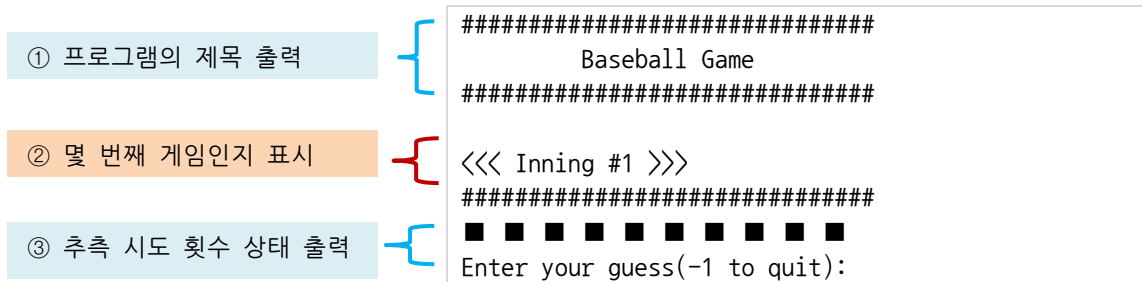 ① 프로그램의 제목 출력
② 몇 번째 게임인지 표시
③ 추측 시도 횟수 상태 출력
###############################
Baseball Game
###############################
<<< Inning #1 >>>
###############################
■ ■ ■ ■ ■ ■ ■ ■ ■ ■
Enter your guess(-1 to quit):